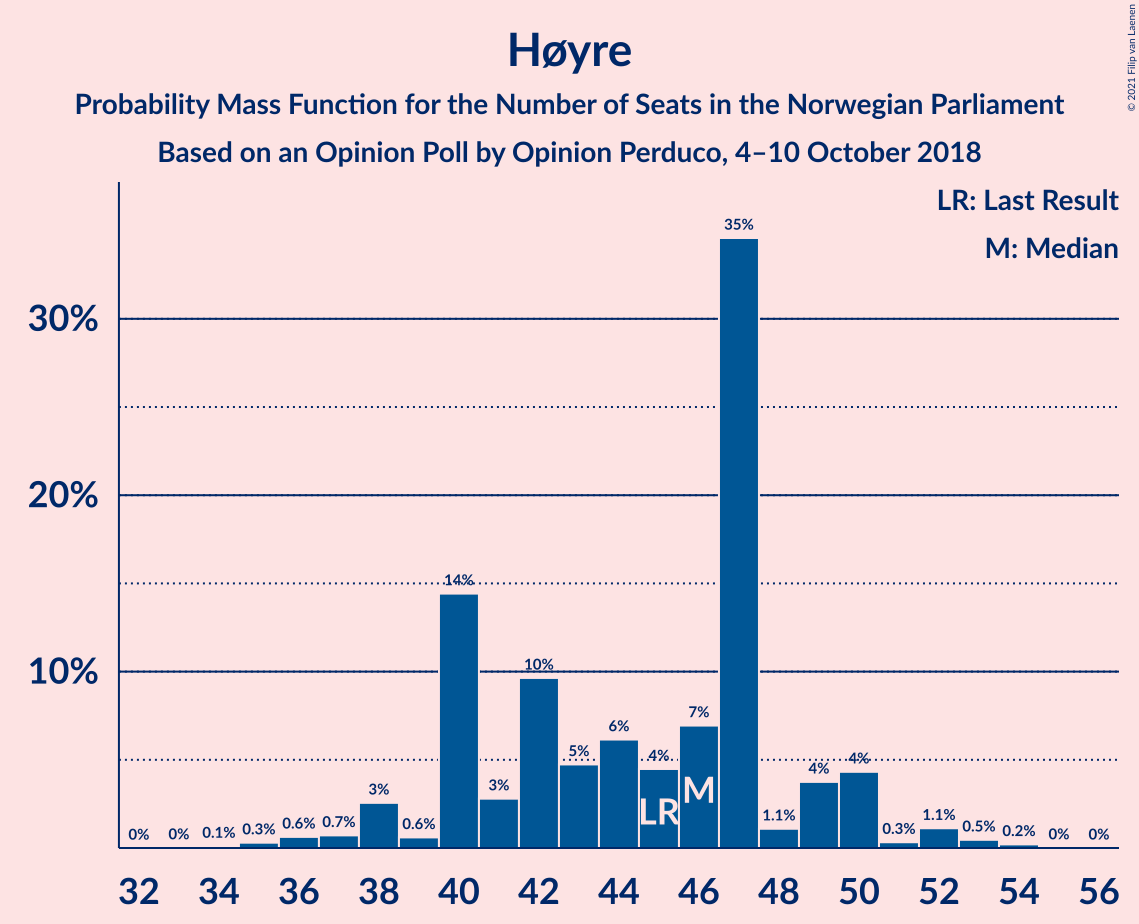 Høyre
Probability Mass Function for the Number of Seats in the Norwegian Parliament
Based on an Opinion Poll by Opinion Perduco, 4–10 October 2018
© 2021 Filip van Laenen
LR: Last Result
M: Median
30%
20%
10%
0% 0% 0.1% 0.3% 0.6% 0.7% 3% 0.6% 14% 3% 10% 5% 6% 4% 7% 35% 1.1% 4% 4% 0.3% 1.1% 0.5% 0.2% 0% 0%
LR M
32 34 36 38 40 42 44 46 48 50 52 54 56